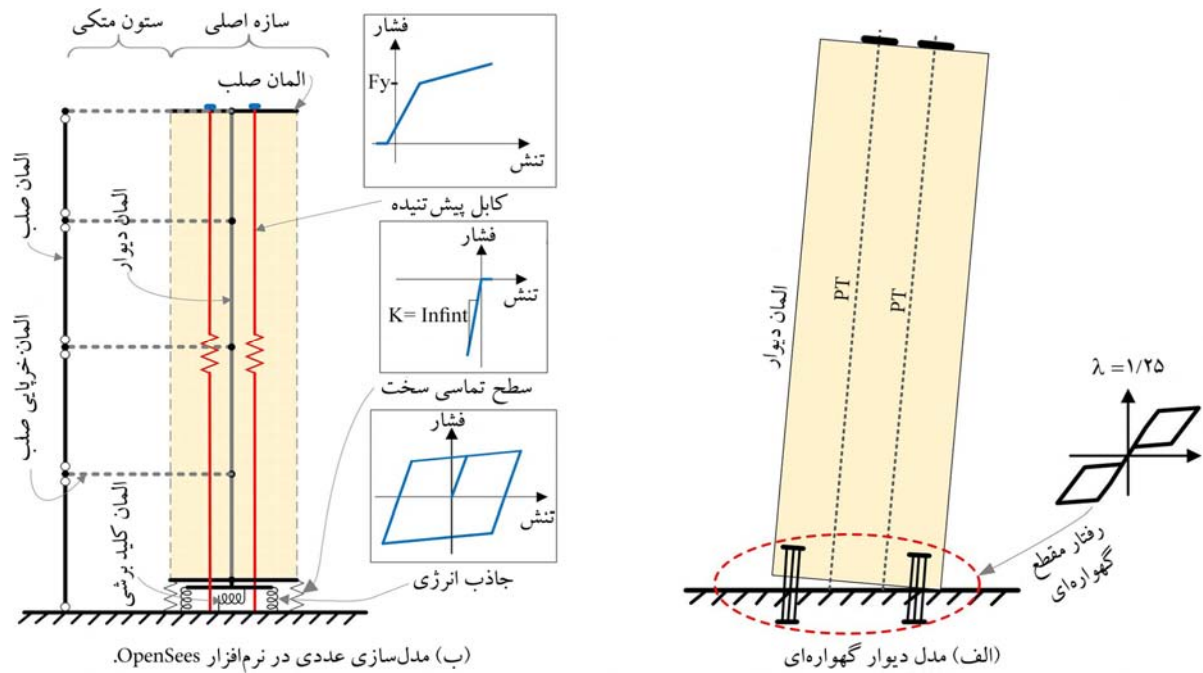 ستون متکی
سازه اصلی
المان صلب
فشار
Fy
تنش
کابل پیش‌تنیده
فشار
تنش
K= Infint
سطح تماسی سخت
فشار
تنش
جاذب انرژی
المان صلب
المان خرپایی صلب
المان دیوار
المان کلید برشی
(ب) مدل‌سازی عددی در نرم‌افزار OpenSees.
المان دیوار
PT
PT
λ =۱/۲۵
رفتار مقطع
گهواره‌ای
(الف) مدل دیوار گهواره‌ای